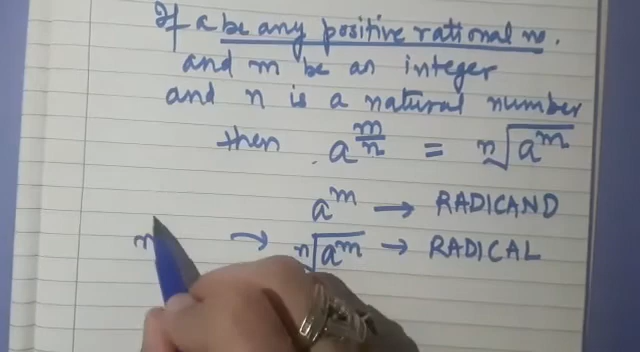 If a be any positive rational no.
and m be an integer
and n is a natural number
then a^{m/n} = ⁿ√(a^m)
a^m → RADICAND
n → ⁿ√(a^m) → RADICAL